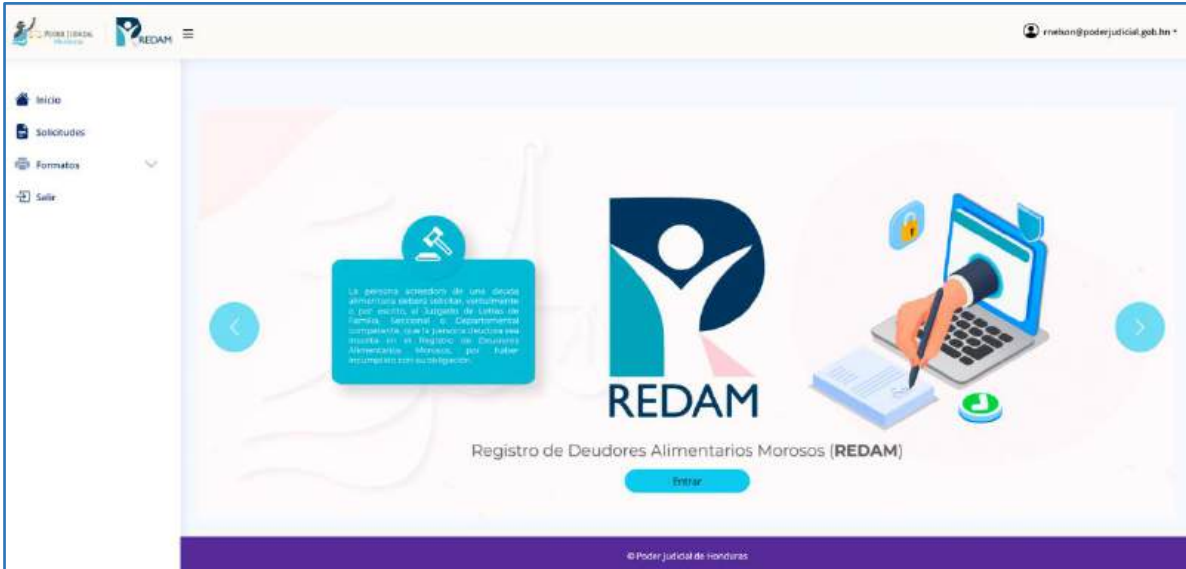 PODER JUDICIAL
Honduras
REDAM
rnelson@poderjudicial.gob.hn
Inicio
Solicitudes
Formatos
Salir
La persona acreedora de una deuda
alimentaria deberá solicitar, verbalmente
o por escrito, al Juzgado de Letras de
Familia, Seccional o Departamental
competente, que la persona deudora sea
inscrita en el Registro de Deudores
Alimentarios Morosos, por haber
incumplido con su obligación.
REDAM
Registro de Deudores Alimentarios Morosos (REDAM)
Entrar
© Poder Judicial de Honduras